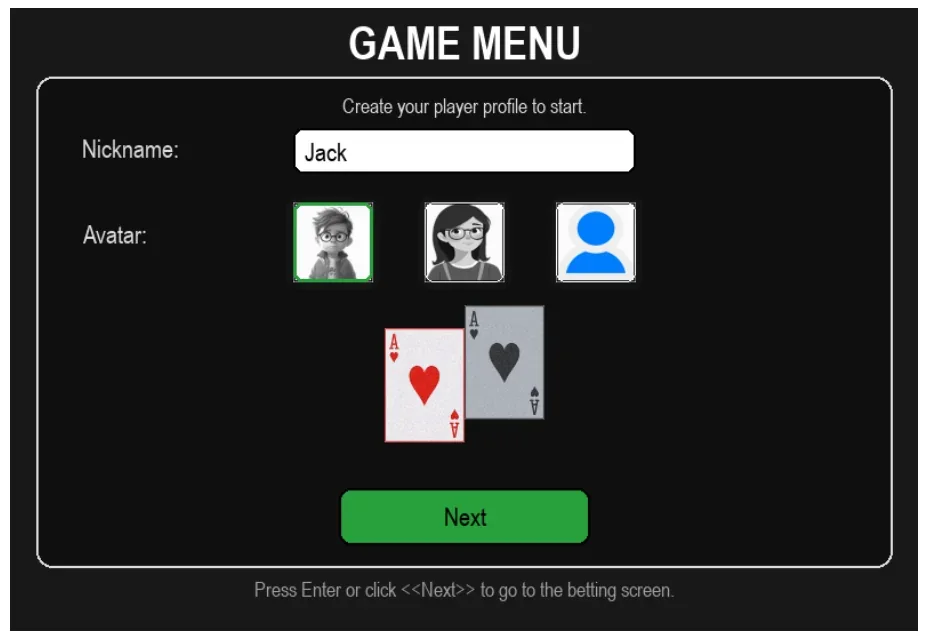 GAME MENU
Create your player profile to start.
Nickname:
Jack
Avatar:
A
A
A
A
Next
Press Enter or click <<Next>> to go to the betting screen.